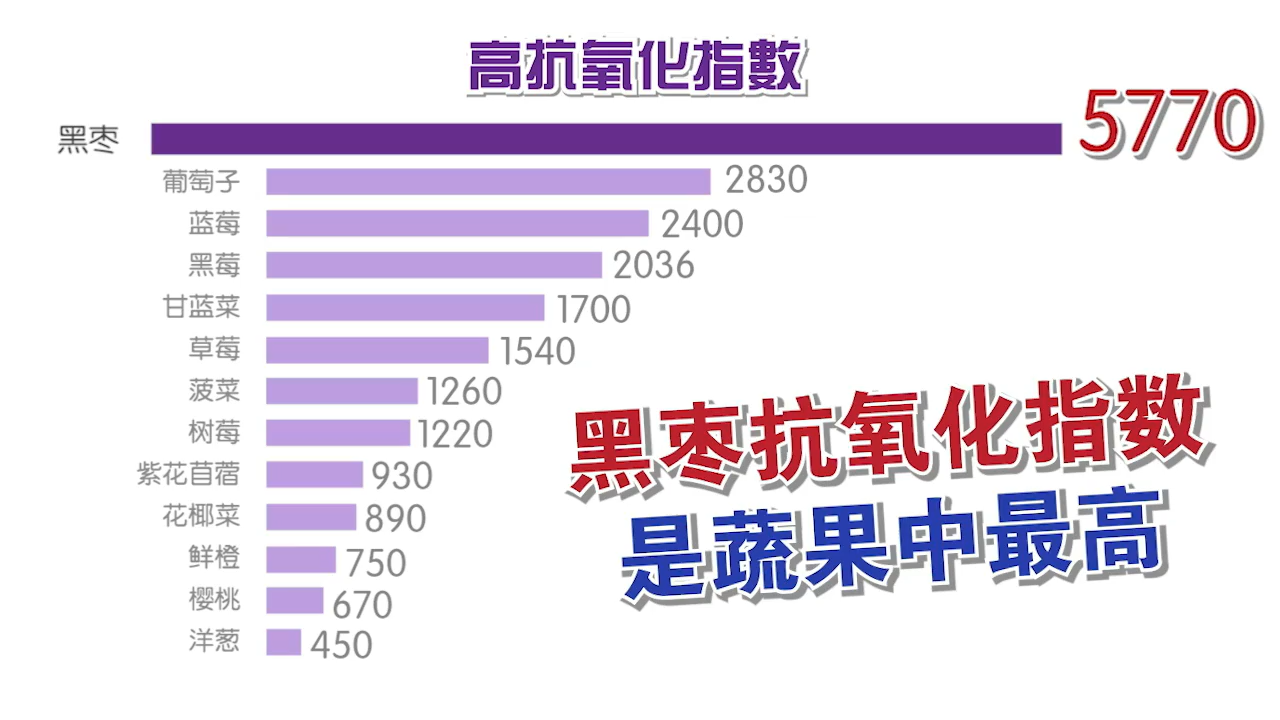 高抗氧化指數
黑枣 5770
葡萄子 2830
蓝莓 2400
黑莓 2036
甘蓝菜 1700
草莓 1540
菠菜 1260
树莓 1220
紫花苜蓿 930
花椰菜 890
鲜橙 750
樱桃 670
洋葱 450
黑枣抗氧化指数
是蔬果中最高